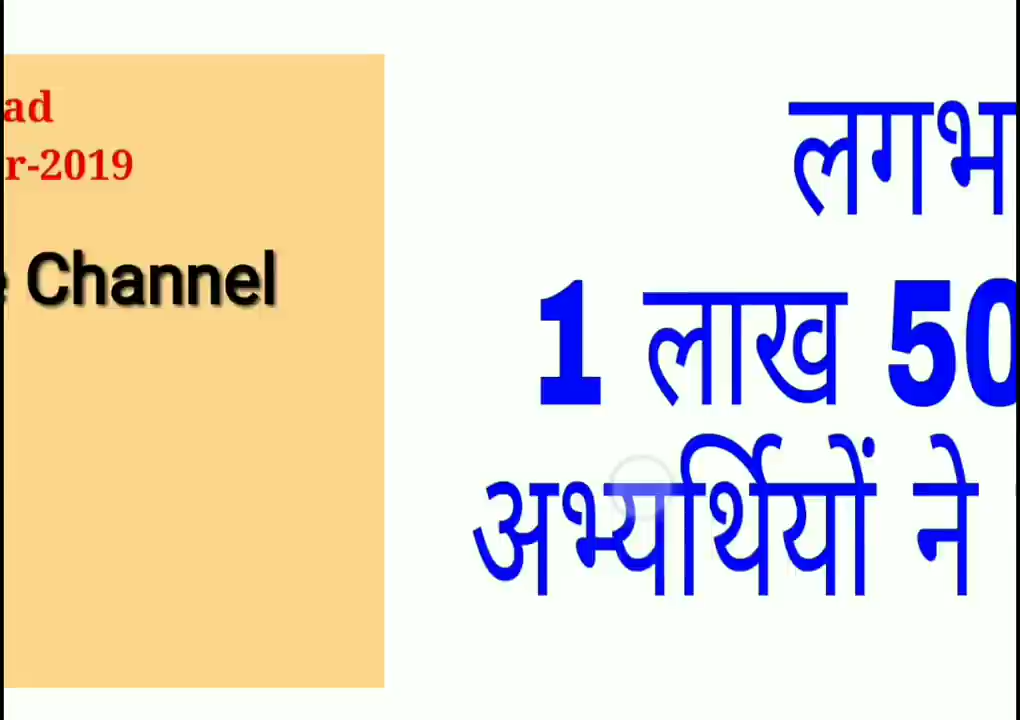 ad
r-2019
e Channel
लगभ
1 लाख 50
अभ्यर्थियों ने